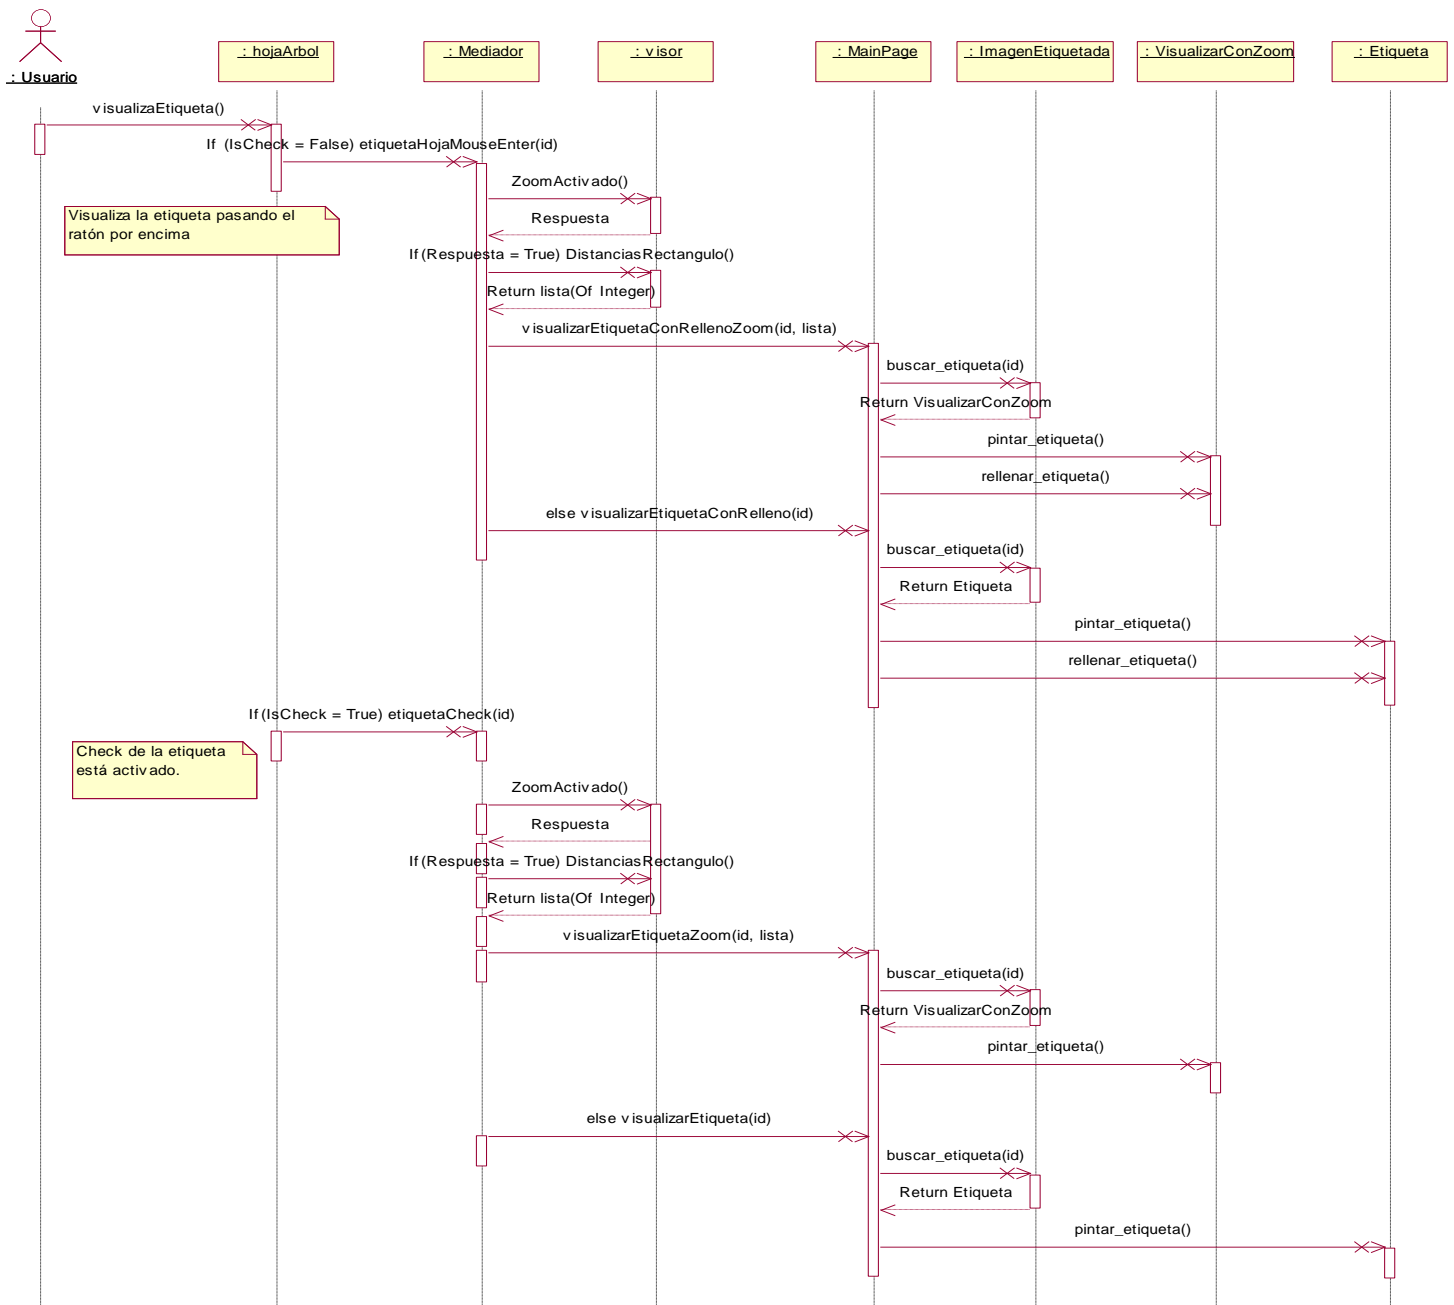 : Usuario
: hojaArbol
: Mediador
: visor
: MainPage
: ImagenEtiquetada
: VisualizarConZoom
: Etiqueta
visualizaEtiqueta()
If (IsCheck = False) etiquetaHojaMouseEnter(id)
ZoomActivado()
Visualiza la etiqueta pasando el
ratón por encima
Respuesta
If (Respuesta = True) DistanciasRectangulo()
Return lista(Of Integer)
visualizarEtiquetaConRellenoZoom(id, lista)
buscar_etiqueta(id)
Return VisualizarConZoom
pintar_etiqueta()
rellenar_etiqueta()
else visualizarEtiquetaConRelleno(id)
buscar_etiqueta(id)
Return Etiqueta
pintar_etiqueta()
rellenar_etiqueta()
If (IsCheck = True) etiquetaCheck(id)
Check de la etiqueta
está activado.
ZoomActivado()
Respuesta
If (Respuesta = True) DistanciasRectangulo()
Return lista(Of Integer)
visualizarEtiquetaZoom(id, lista)
buscar_etiqueta(id)
Return VisualizarConZoom
pintar_etiqueta()
else visualizarEtiqueta(id)
buscar_etiqueta(id)
Return Etiqueta
pintar_etiqueta()